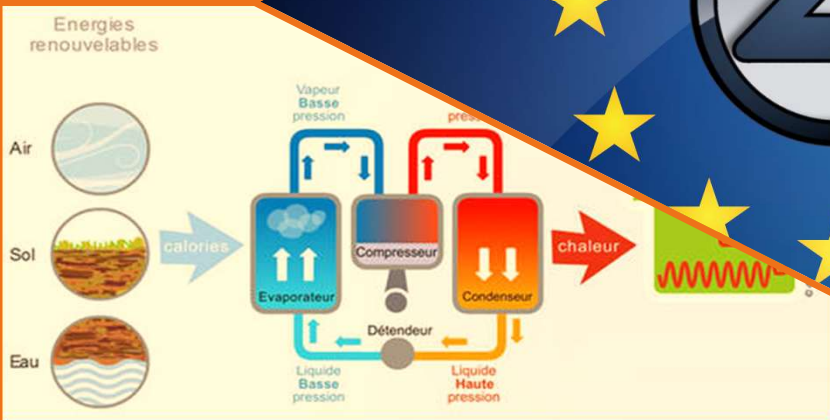 Energies
renouvelables
Air
Sol
Eau
calories
Vapeur
Basse
pression
Evaporateur
Compresseur
Condenseur
Détendeur
Liquide
Basse
pression
Liquide
Haute
pression
chaleur